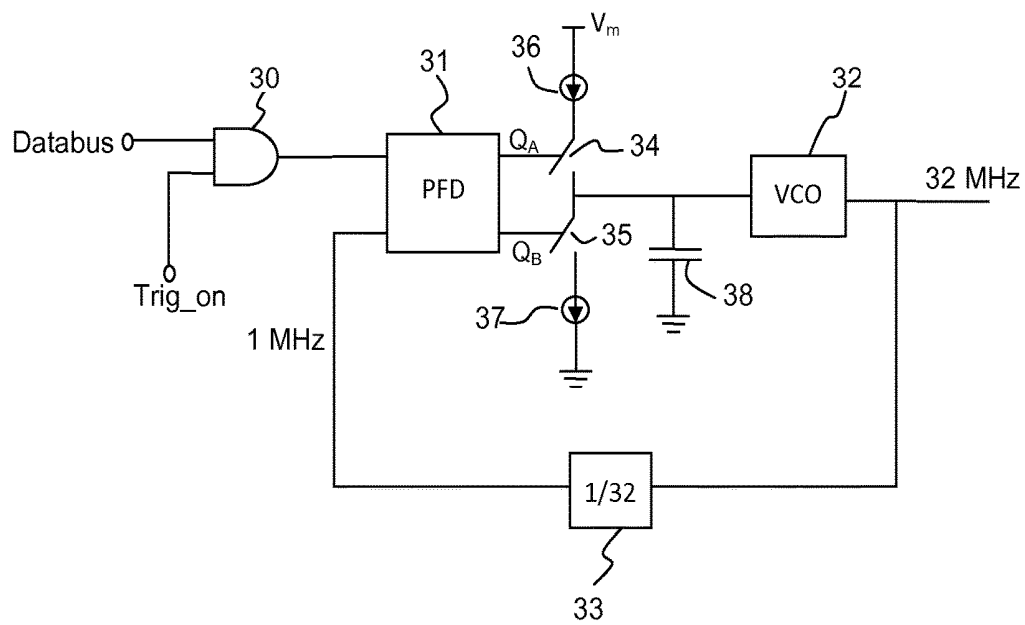 Vm
36
31
30
32
Databus
QA
34
32 MHz
PFD
VCO
35
QB
38
Trig_on
37
1 MHz
1/32
33